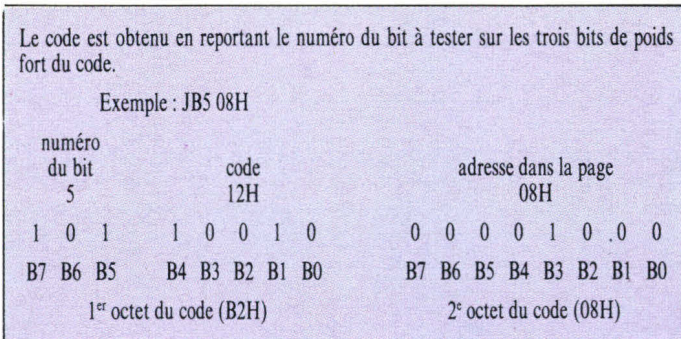 Le code est obtenu en reportant le numéro du bit à tester sur les trois bits de poids
fort du code.
Exemple : JB5 08H
numéro
du bit code adresse dans la page
5 12H 08H
1 0 1 1 0 0 1 0 0 0 0 0 1 0 .0 0
B7 B6 B5 B4 B3 B2 B1 B0 B7 B6 B5 B4 B3 B2 B1 B0
1er octet du code (B2H) 2e octet du code (08H)